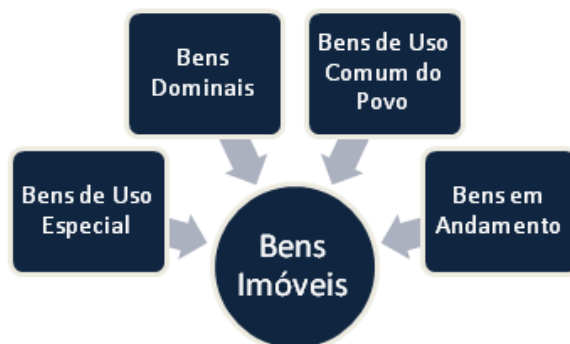 Bens
Dominais
Bens de Uso
Comum do
Povo
Bens de Uso
Especial
Bens em
Andamento
Bens
Imóveis